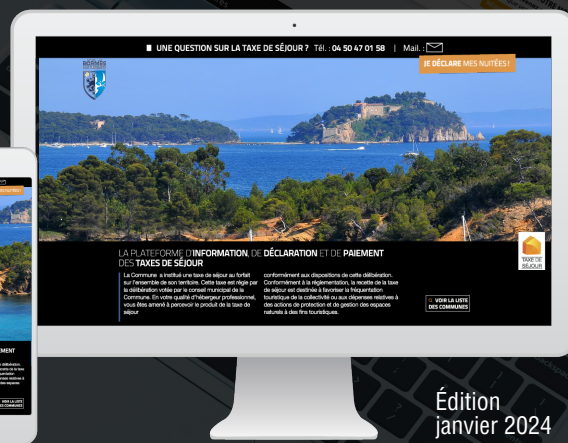 UNE QUESTION SUR LA TAXE DE SÉJOUR ? Tél. : 04 50 47 01 58 | Mail. :
JE DÉCLARE MES NUITÉES !
BORMES
LA PLATEFORME D'INFORMATION, DE DÉCLARATION ET DE PAIEMENT
DES TAXES DE SÉJOUR
La Commune a institué une taxe de séjour au forfait
sur l'ensemble de son territoire. Cette taxe est régie par
la délibération votée par le conseil municipal de la
Commune. En votre qualité d'hébergeur professionnel,
vous êtes amené à percevoir le produit de la taxe de
séjour
conformément aux dispositions de cette délibération.
Conformément à la réglementation, la recette de la taxe
de séjour est destinée à favoriser la fréquentation
touristique de la collectivité ou aux dépenses relatives à
des actions de protection et de gestion des espaces
naturels à des fins touristiques.
TAXE DE
SÉJOUR
VOIR LA LISTE
DES COMMUNES
Édition
janvier 2024